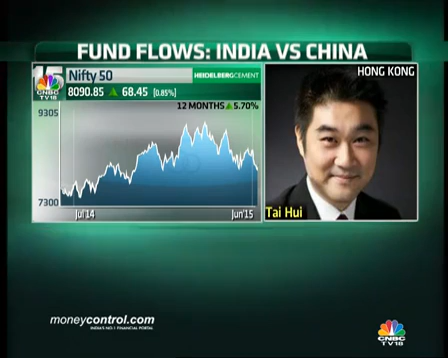 FUND FLOWS: INDIA VS CHINA
15
CNBC
TV18
Nifty 50
HEIDELBERGCEMENT
8090.85 68.45 [0.85%]
12 MONTHS 5.70%
9305
7300
Jul'14
Jun'15
HONG KONG
Tai Hui
moneycontrol.com
INDIA'S NO.1 FINANCIAL PORTAL
CNBC
TV18